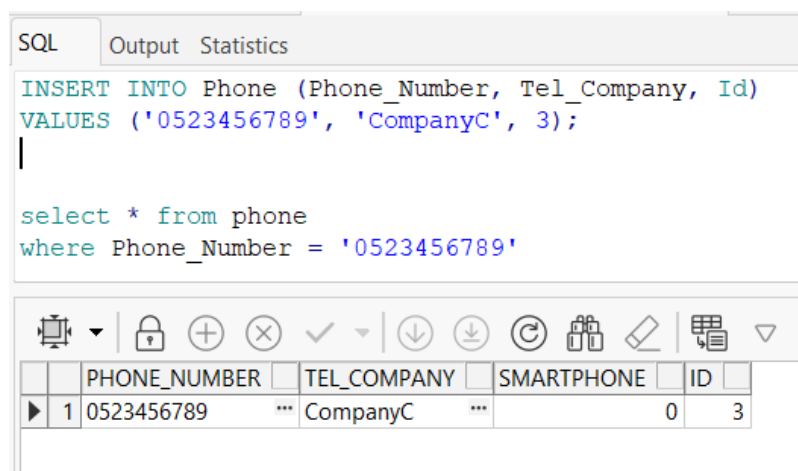 SQL Output Statistics
INSERT INTO Phone (Phone_Number, Tel_Company, Id)
VALUES ('0523456789', 'CompanyC', 3);
select * from phone
where Phone_Number = '0523456789'
PHONE_NUMBER TEL_COMPANY SMARTPHONE ID
1 0523456789 ... CompanyC ... 0 3